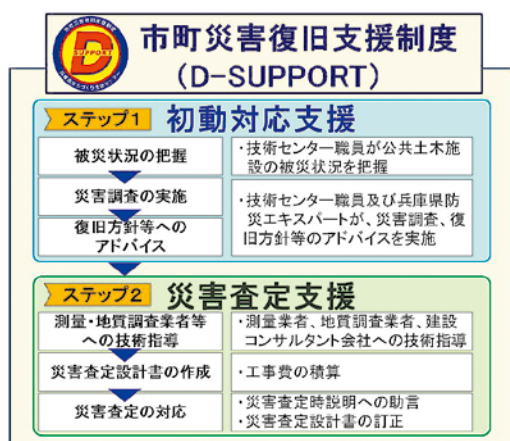 D
SUPPORT
市町災害復旧支援制度
(D-SUPPORT)
ステップ1 初動対応支援
被災状況の把握
・技術センター職員が公共土木施
設の被災状況を把握
災害調査の実施
復旧方針等への
アドバイス
・技術センター職員及び兵庫県防
災エキスパートが、災害調査、復
旧方針等のアドバイスを実施
ステップ2 災害査定支援
測量・地質調査業者等
への技術指導
・測量業者、地質調査業者、建設
コンサルタント会社への技術指導
災害査定設計書の作成
・工事費の積算
災害査定の対応
・災害査定時説明への助言
・災害査定設計書の訂正